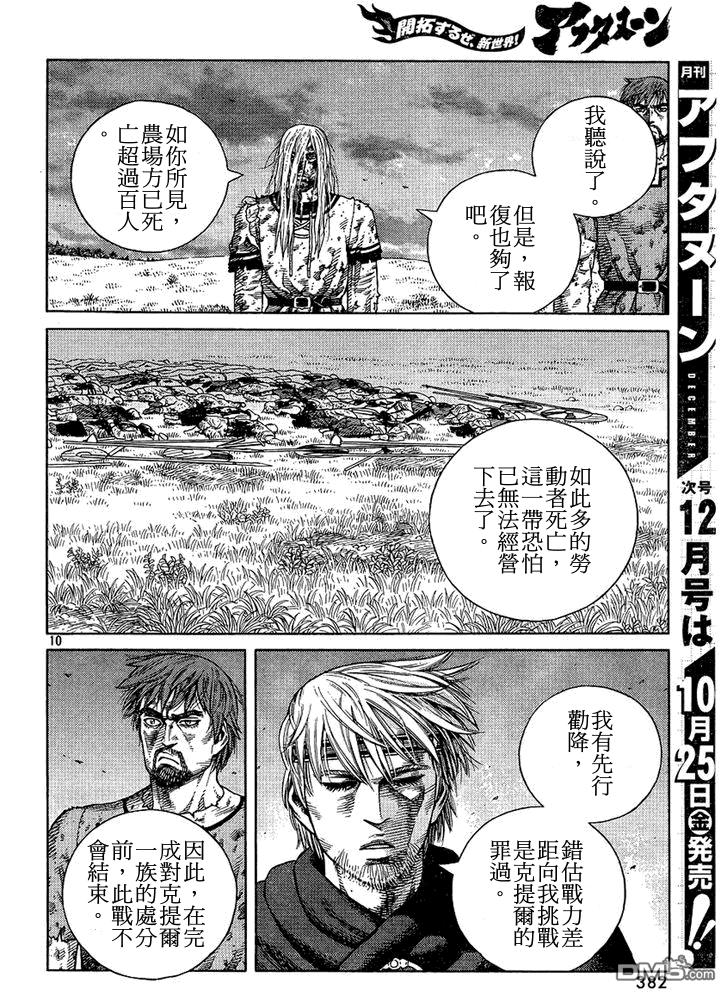 開拓するぜ、新世界!
アフタヌーン
月刊
アフタヌーン
DECEMBER
次号
12月号は
10月25日㊎発売!!
我聽說了。
但是,報
復也夠了
吧。
如你所見,
農場方已死
亡超過百人
。
如此多的勞
動者死亡,
這一帶恐怕
已無法經營
下去了。
10
我有先行
勸降,
錯估戰力差
距向我挑戰
是克提爾的
罪過。
因此,在完
成對克提爾
一族的處分
前,此戰不
會結束。
382
DM5.com